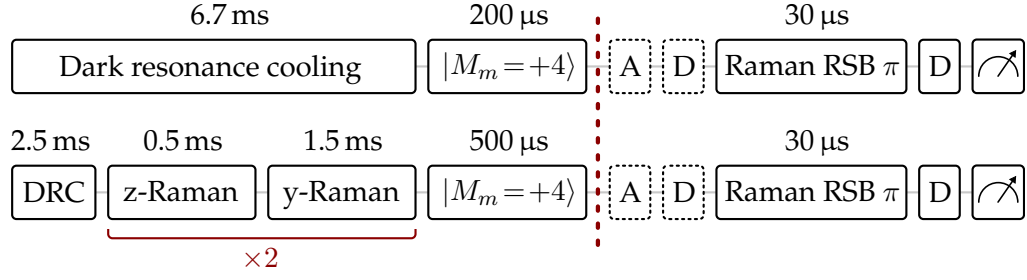 6.7 ms 200 µs 30 µs
Dark resonance cooling |M_m = +4⟩ A D Raman RSB π D
2.5 ms 0.5 ms 1.5 ms 500 µs 30 µs
DRC z-Raman y-Raman |M_m = +4⟩ A D Raman RSB π D
×2